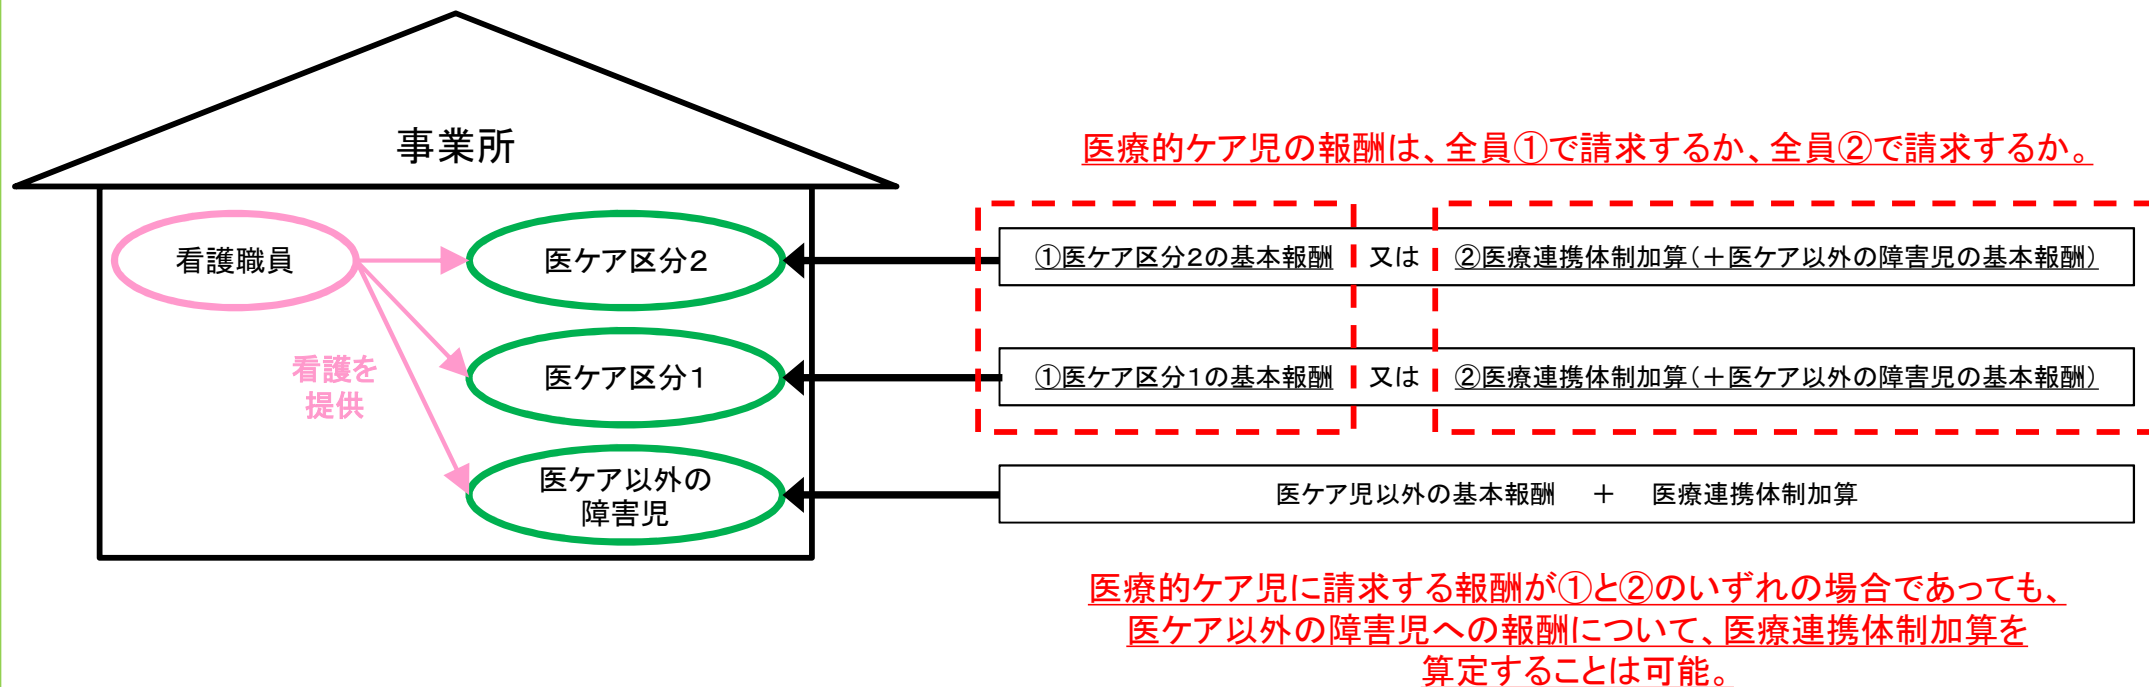 事業所
医療的ケア児の報酬は、全員①で請求するか、全員②で請求するか。
看護職員
医ケア区分２
①医ケア区分２の基本報酬　又は　②医療連携体制加算（＋医ケア以外の障害児の基本報酬）
看護を
提供
医ケア区分１
①医ケア区分１の基本報酬　又は　②医療連携体制加算（＋医ケア以外の障害児の基本報酬）
医ケア以外の
障害児
医ケア児以外の基本報酬　＋　医療連携体制加算
医療的ケア児に請求する報酬が①と②のいずれの場合であっても、
医ケア以外の障害児への報酬について、医療連携体制加算を
算定することは可能。